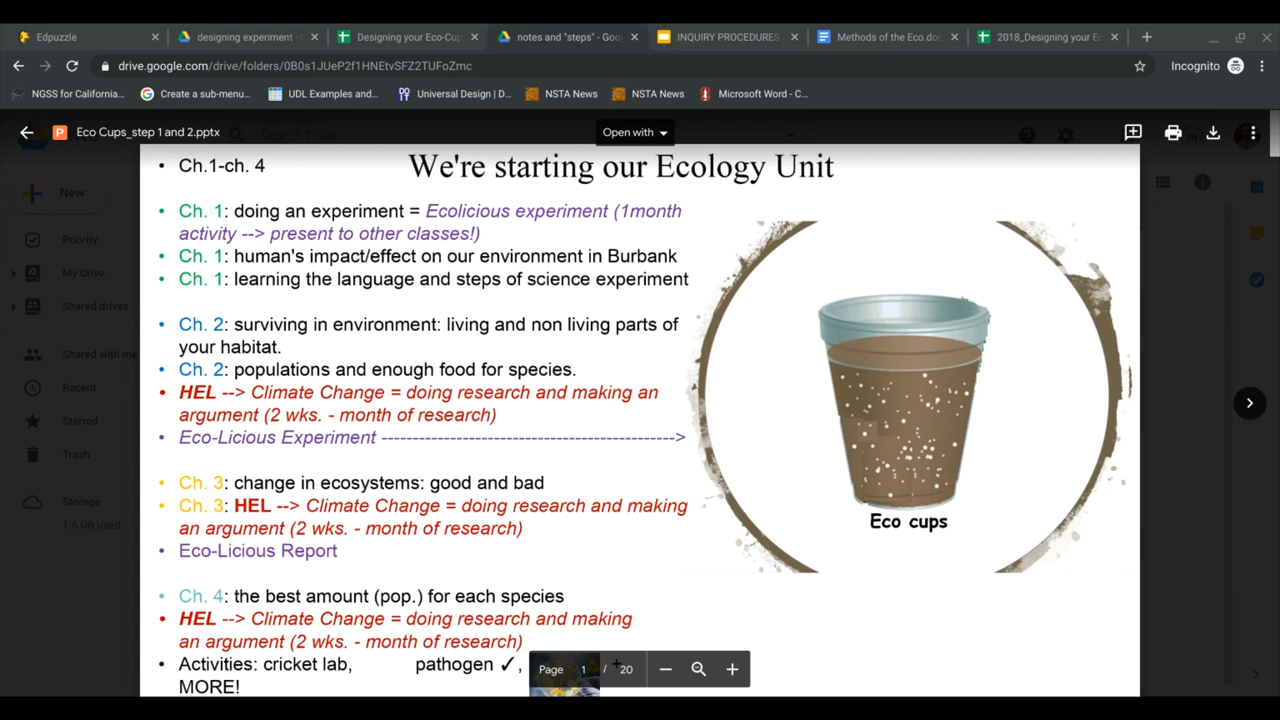 Edpuzzle
designing experiment -
Designing your Eco-Cup
notes and "steps" - Goo
INQUIRY PROCEDURES
Methods of the Eco.doc
2018_Designing your Ec
drive.google.com/drive/folders/0B0s1JUeP2f1HNEtvSFZ2TUFoZmc
Incognito
NGSS for California...
Create a sub-menu...
UDL Examples and...
Universal Design | D...
NSTA News
NSTA News
Microsoft Word - C...
P Eco Cups_step 1 and 2.pptx
Search Drive
Open with
New
Priority
My Drive
Shared drives
Shared with me
Recent
Starred
Trash
Storage
1.6 GB used
We're starting our Ecology Unit
• Ch.1-ch. 4
• Ch. 1: doing an experiment = Ecolicious experiment (1month
activity --> present to other classes!)
• Ch. 1: human's impact/effect on our environment in Burbank
• Ch. 1: learning the language and steps of science experiment
• Ch. 2: surviving in environment: living and non living parts of
your habitat.
• Ch. 2: populations and enough food for species.
• HEL --> Climate Change = doing research and making an
argument (2 wks. - month of research)
• Eco-Licious Experiment ----------------------------------------------->
• Ch. 3: change in ecosystems: good and bad
• Ch. 3: HEL --> Climate Change = doing research and making
an argument (2 wks. - month of research)
• Eco-Licious Report
• Ch. 4: the best amount (pop.) for each species
• HEL --> Climate Change = doing research and making
an argument (2 wks. - month of research)
• Activities: cricket lab, pathogen ✓,
MORE!
Eco cups
Page 1 / 20